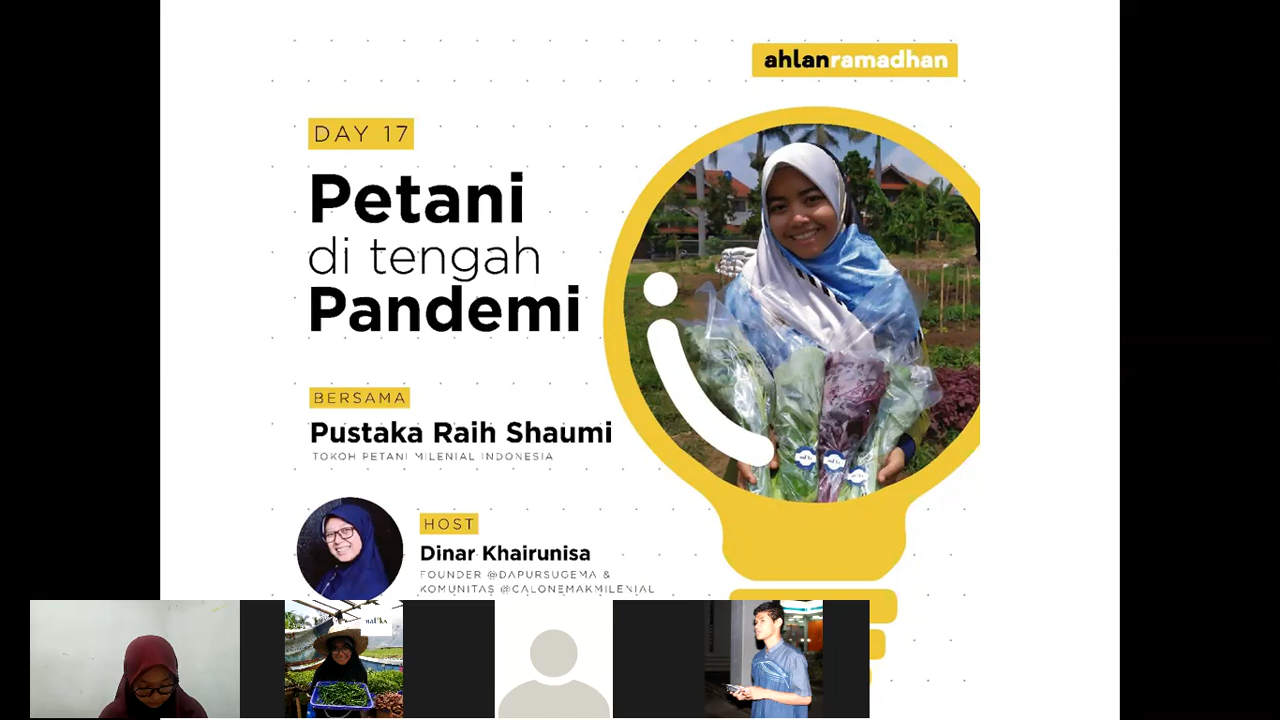 ahlanramadhan
DAY 17
Petani
di tengah
Pandemi
BERSAMA
Pustaka Raih Shaumi
TOKOH PETANI MILENIAL INDONESIA
HOST
Dinar Khairunisa
FOUNDER @DAPURSUGEMA &
KOMUNITAS @CALONEMAKMILENIAL